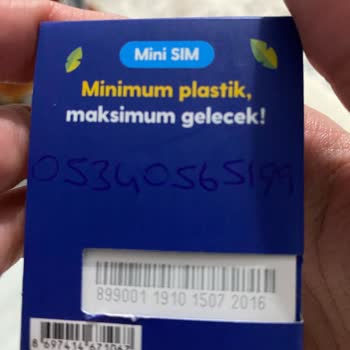 Mini SIM
Minimum plastik,
maksimum gelecek!
05340565199
899001 1910 1507 2016